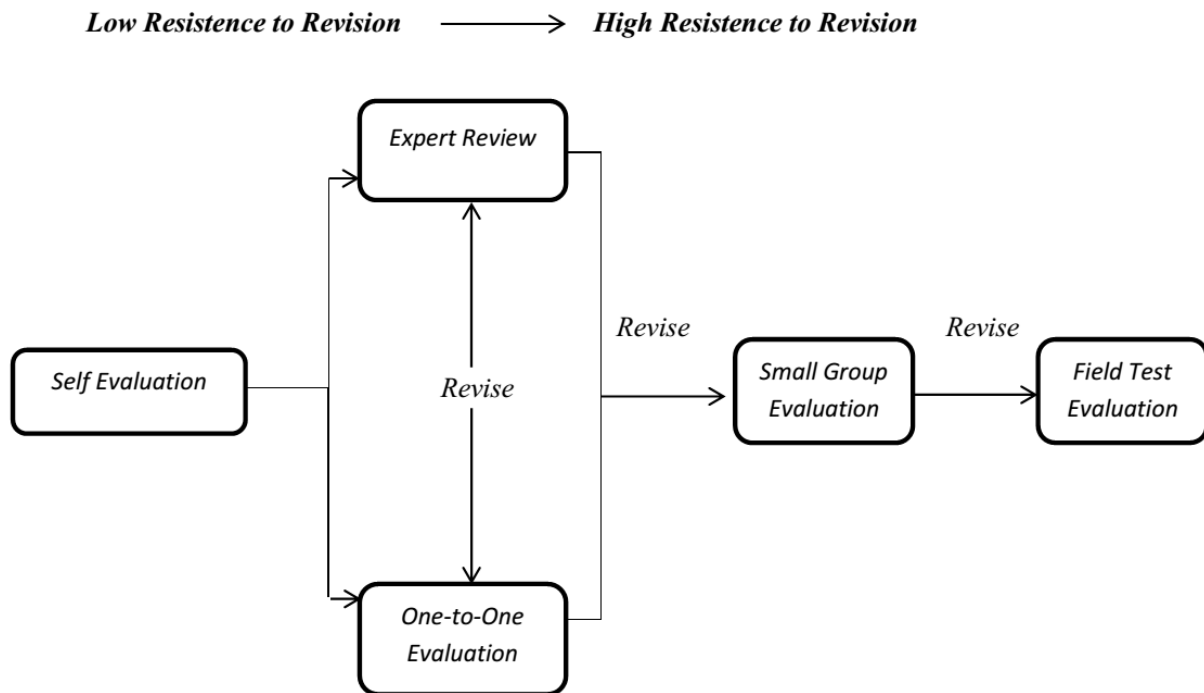 Low Resistence to Revision
High Resistence to Revision
Expert Review
Revise
Revise
Self Evaluation
Revise
Small Group
Evaluation
Field Test
Evaluation
One-to-One
Evaluation